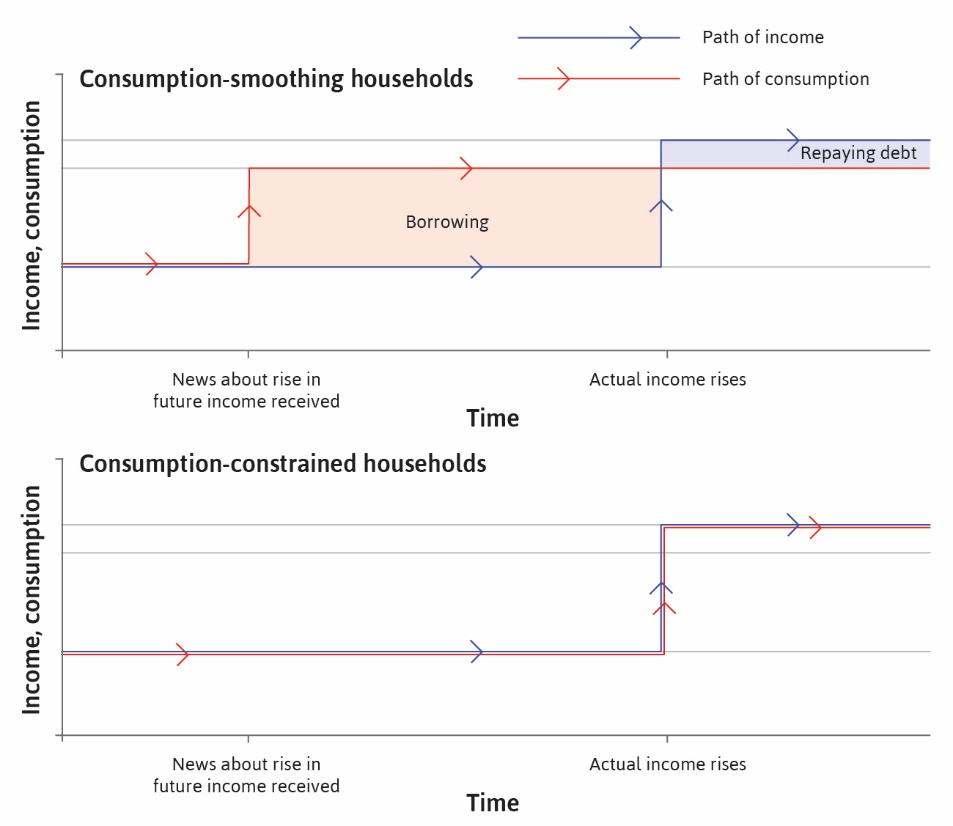 Path of income
Consumption-smoothing households
Path of consumption
Income, consumption
Repaying debt
Borrowing
News about rise in
future income received
Actual income rises
Time
Consumption-constrained households
Income, consumption
News about rise in
future income received
Actual income rises
Time